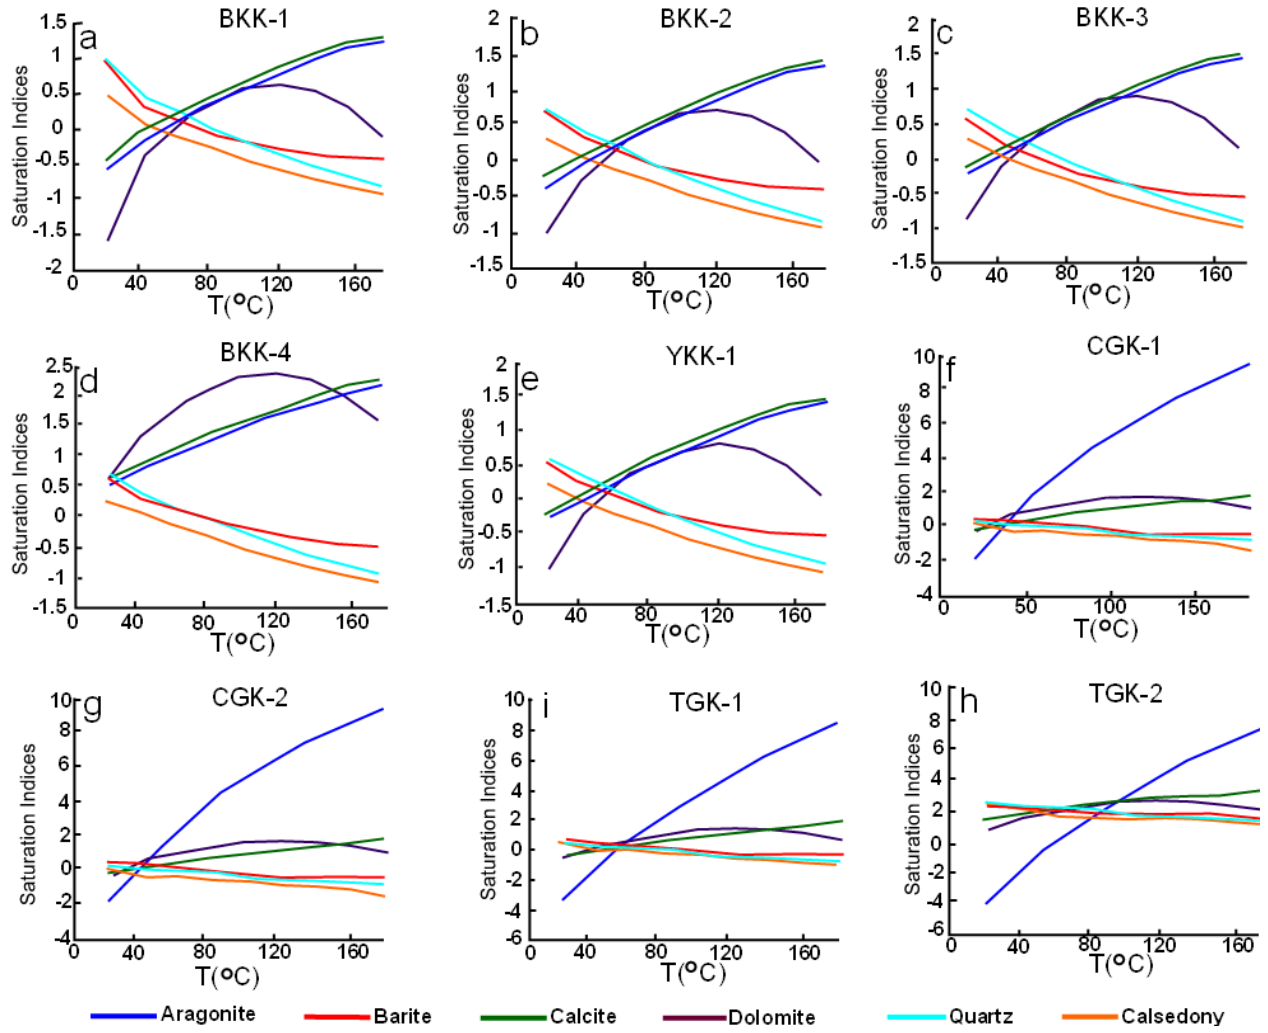 BKK-1
a
1.5
1
0.5
0
-0.5
-1
-1.5
-2
Saturation Indices
0 40 80 120 160
T(°C)
BKK-2
b
2
1.5
1
0.5
0
-0.5
-1
-1.5
Saturation Indices
0 40 80 120 160
T(°C)
BKK-3
c
2
1.5
1
0.5
0
-0.5
-1
-1.5
Saturation Indices
0 40 80 120 160
T(°C)
BKK-4
d
2.5
2
1.5
1
0.5
0
-0.5
-1
-1.5
Saturation Indices
0 40 80 120 160
T(°C)
YKK-1
e
2
1.5
1
0.5
0
-0.5
-1
-1.5
Saturation Indices
0 40 80 120 160
T(°C)
CGK-1
f
10
8
6
4
2
0
-2
-4
Saturation Indices
0 50 100 150
T(°C)
CGK-2
g
10
8
6
4
2
0
-2
-4
Saturation Indices
0 40 80 120 160
T(°C)
TGK-1
i
10
8
6
4
2
0
-2
-4
-6
Saturation Indices
0 40 80 120 160
T(°C)
TGK-2
h
10
8
6
4
2
0
-2
-4
-6
Saturation Indices
0 40 80 120 160
T(°C)
Aragonite Barite Calcite Dolomite Quartz Calsedony